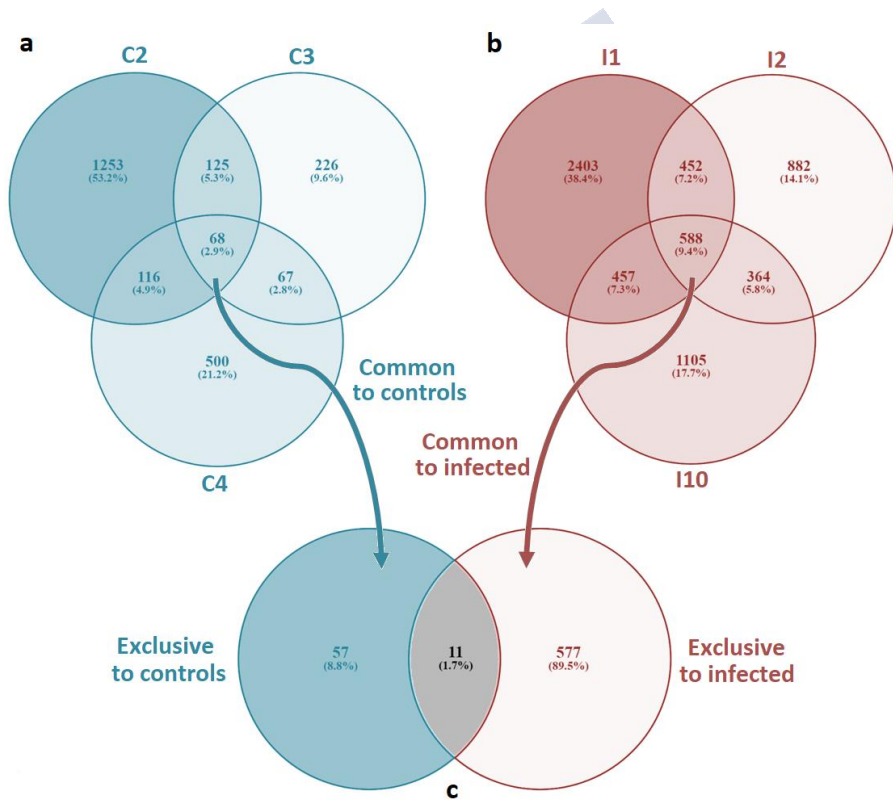 a
b
C2
C3
I1
I2
1253
(53.2%)
125
(5.3%)
226
(9.6%)
2403
(38.4%)
452
(7.2%)
882
(14.1%)
68
(2.9%)
588
(9.4%)
116
(4.9%)
67
(2.8%)
457
(7.3%)
364
(5.8%)
500
(21.2%)
1105
(17.7%)
Common
to controls
Common
to infected
C4
I10
Exclusive
to controls
57
(8.8%)
11
(1.7%)
577
(89.5%)
Exclusive
to infected
c